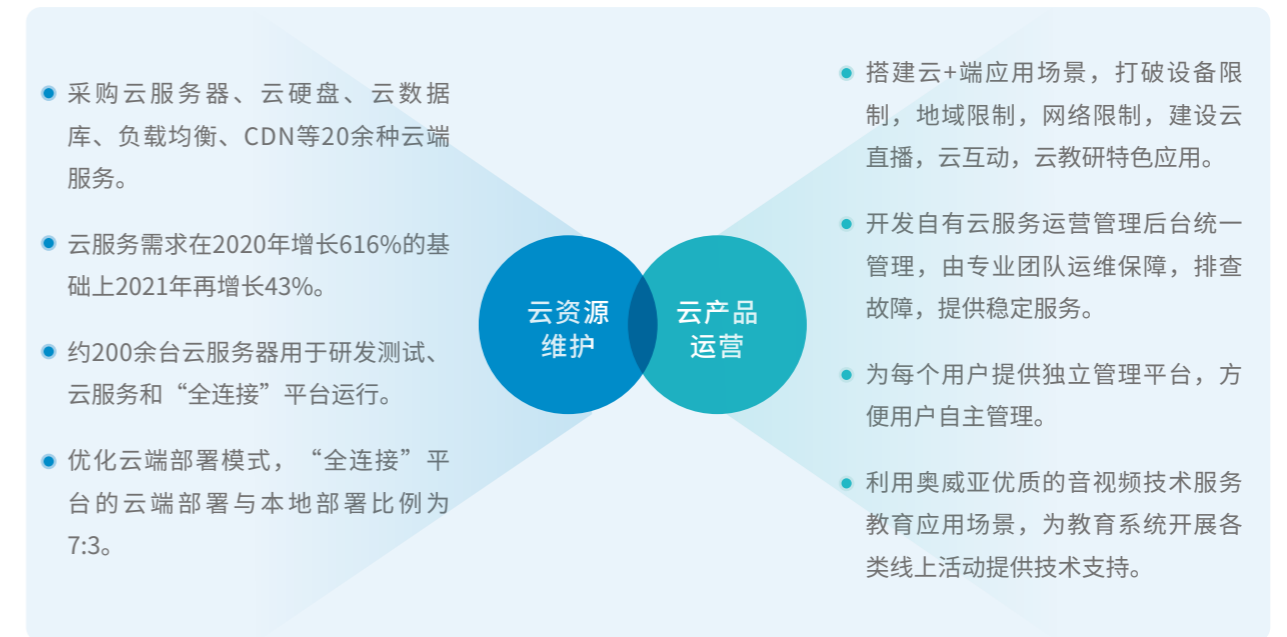 采购云服务器、云硬盘、云数据
库、负载均衡、CDN等20余种云端
服务。
云服务需求在2020年增长616%的基
础上2021年再增长43%。
约200余台云服务器用于研发测试、
云服务和“全连接”平台运行。
优化云端部署模式，“全连接”平
台的云端部署与本地部署比例为
7:3。
云资源
维护
云产品
运营
搭建云+端应用场景，打破设备限
制，地域限制，网络限制，建设云
直播，云互动，云教研特色应用。
开发自有云服务运营管理后台统一
管理，由专业团队运维保障，排查
故障，提供稳定服务。
为每个用户提供独立管理平台，方
便用户自主管理。
利用奥威亚优质的音视频技术服务
教育应用场景，为教育系统开展各
类线上活动提供技术支持。